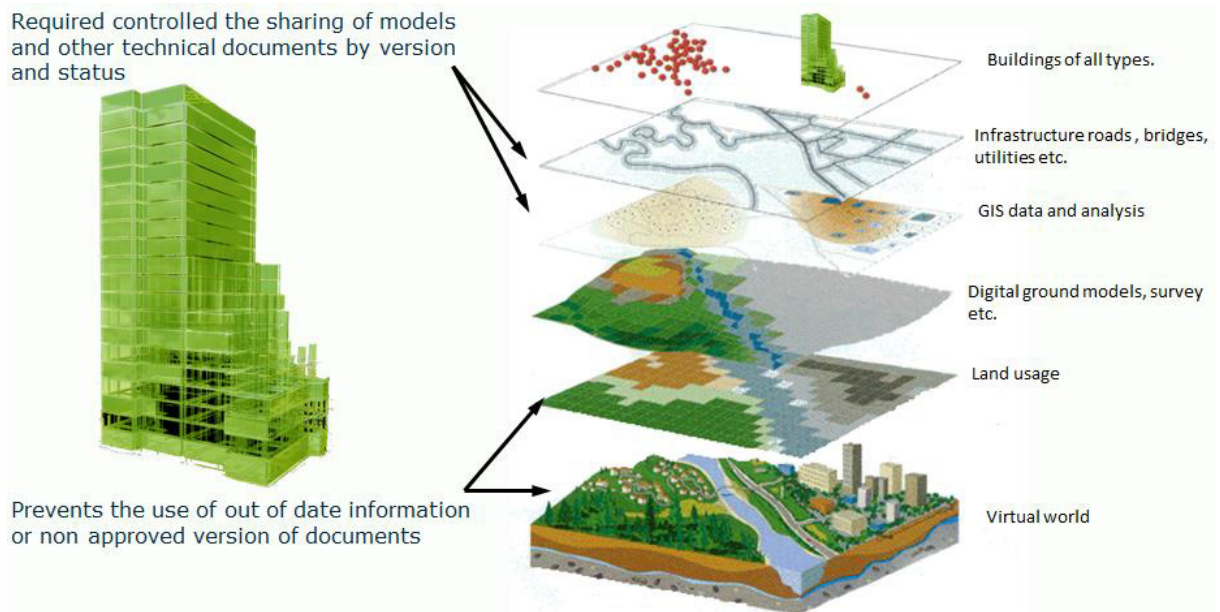 Required controlled the sharing of models
and other technical documents by version
and status
Buildings of all types.
Infrastructure roads , bridges,
utilities etc.
GIS data and analysis
Digital ground models, survey
etc.
Land usage
Prevents the use of out of date information
or non approved version of documents
Virtual world